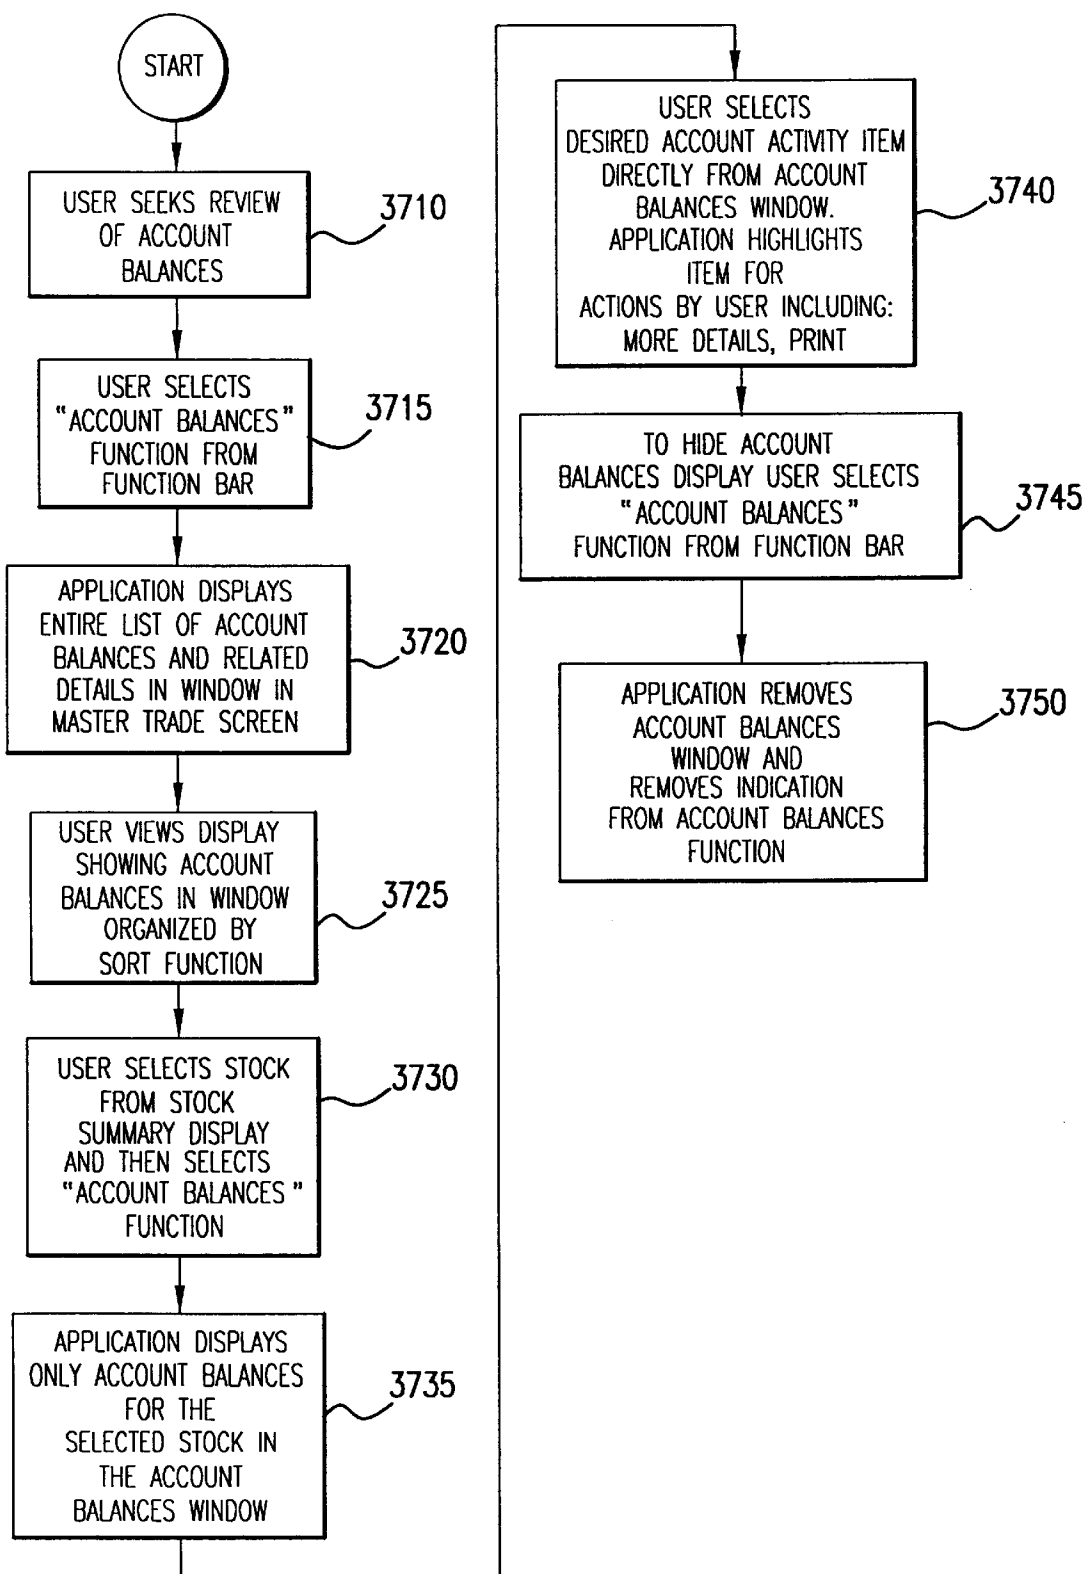 START
USER SEEKS REVIEW
OF ACCOUNT
BALANCES
3710
USER SELECTS
"ACCOUNT BALANCES"
FUNCTION FROM
FUNCTION BAR
3715
APPLICATION DISPLAYS
ENTIRE LIST OF ACCOUNT
BALANCES AND RELATED
DETAILS IN WINDOW IN
MASTER TRADE SCREEN
3720
USER VIEWS DISPLAY
SHOWING ACCOUNT
BALANCES IN WINDOW
ORGANIZED BY
SORT FUNCTION
3725
USER SELECTS STOCK
FROM STOCK
SUMMARY DISPLAY
AND THEN SELECTS
"ACCOUNT BALANCES"
FUNCTION
3730
APPLICATION DISPLAYS
ONLY ACCOUNT BALANCES
FOR THE
SELECTED STOCK IN
THE ACCOUNT
BALANCES WINDOW
3735
USER SELECTS
DESIRED ACCOUNT ACTIVITY ITEM
DIRECTLY FROM ACCOUNT
BALANCES WINDOW.
APPLICATION HIGHLIGHTS
ITEM FOR
ACTIONS BY USER INCLUDING:
MORE DETAILS, PRINT
3740
TO HIDE ACCOUNT
BALANCES DISPLAY USER SELECTS
"ACCOUNT BALANCES"
FUNCTION FROM FUNCTION BAR
3745
APPLICATION REMOVES
ACCOUNT BALANCES
WINDOW AND
REMOVES INDICATION
FROM ACCOUNT BALANCES
FUNCTION
3750